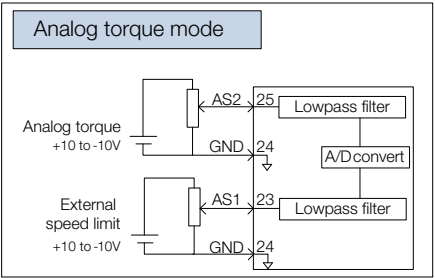 Analog torque mode
AS2 25 Lowpass filter
Analog torque
+10 to -10V
GND 24
A/D convert
External
speed limit
+10 to -10V
AS1 23 Lowpass filter
GND 24